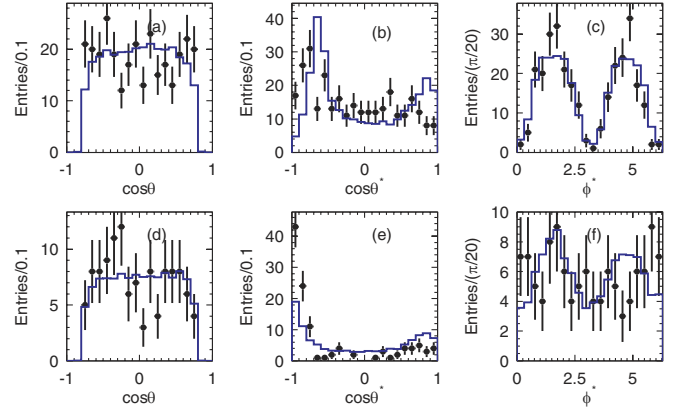 (a)
Entries/0.1
20
10
0
-1
0
1
cosθ
(b)
Entries/0.1
40
30
20
10
0
-1
0
1
cosθ*
(c)
Entries/(π/20)
30
20
10
0
0
2.5
5
ϕ*
(d)
Entries/0.1
10
5
0
-1
0
1
cosθ
(e)
Entries/0.1
40
30
20
10
0
-1
0
1
cosθ*
(f)
Entries/(π/20)
10
8
6
4
2
0
0
2.5
5
ϕ*